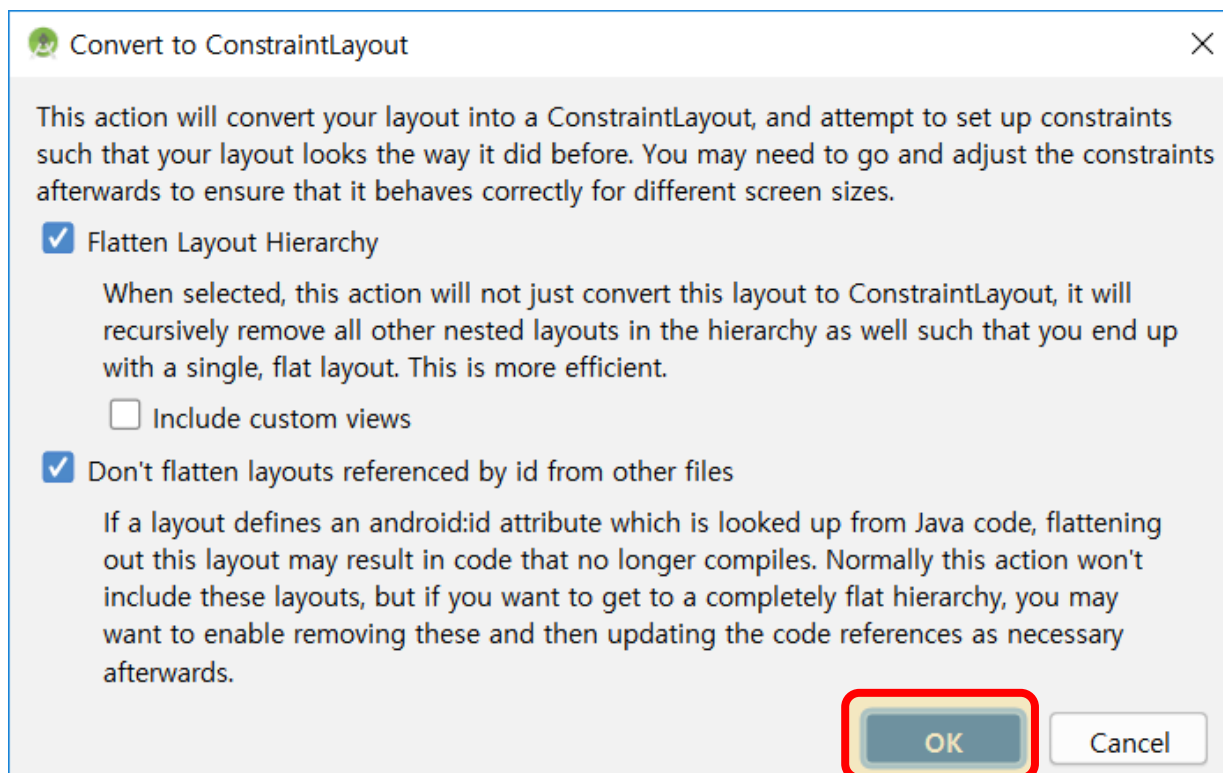 Convert to ConstraintLayout
This action will convert your layout into a ConstraintLayout, and attempt to set up constraints
such that your layout looks the way it did before. You may need to go and adjust the constraints
afterwards to ensure that it behaves correctly for different screen sizes.
Flatten Layout Hierarchy
When selected, this action will not just convert this layout to ConstraintLayout, it will
recursively remove all other nested layouts in the hierarchy as well such that you end up
with a single, flat layout. This is more efficient.
Include custom views
Don't flatten layouts referenced by id from other files
If a layout defines an android:id attribute which is looked up from Java code, flattening
out this layout may result in code that no longer compiles. Normally this action won't
include these layouts, but if you want to get to a completely flat hierarchy, you may
want to enable removing these and then updating the code references as necessary
afterwards.
OK Cancel